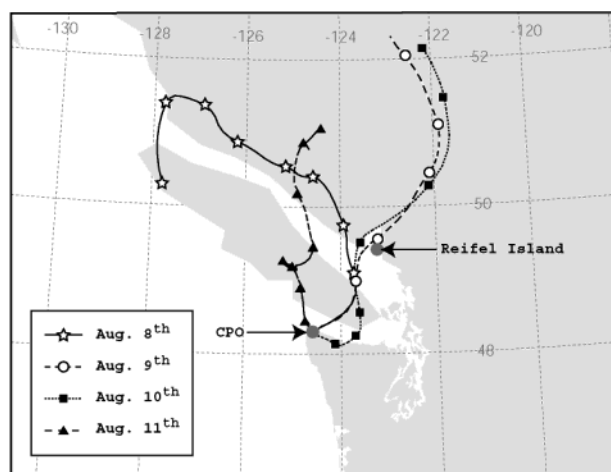 -130 -128 -126 -124 -122 -120
52
50
Reifel Island
CPO
48
Aug. 8th
Aug. 9th
Aug. 10th
Aug. 11th